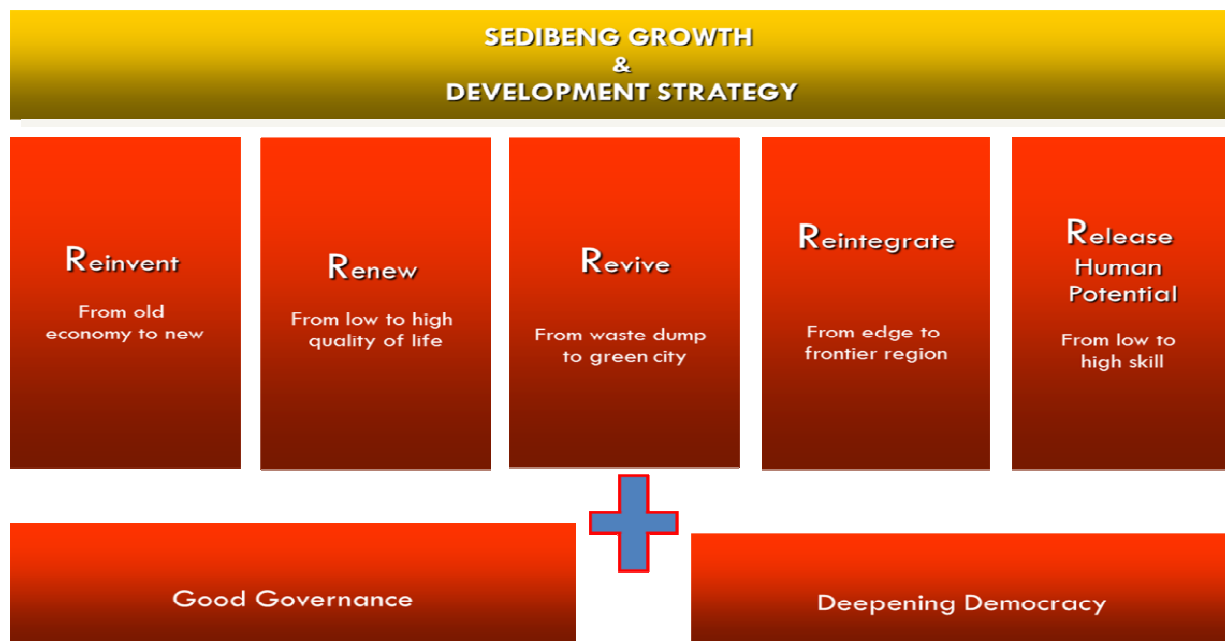 SEDIBENG GROWTH
&
DEVELOPMENT STRATEGY
Reinvent
From old
economy to new
Renew
From low to high
quality of life
Revive
From waste dump
to green city
Reintegrate
From edge to
frontier region
Release
Human
Potential
From low to
high skill
Good Governance
Deepening Democracy